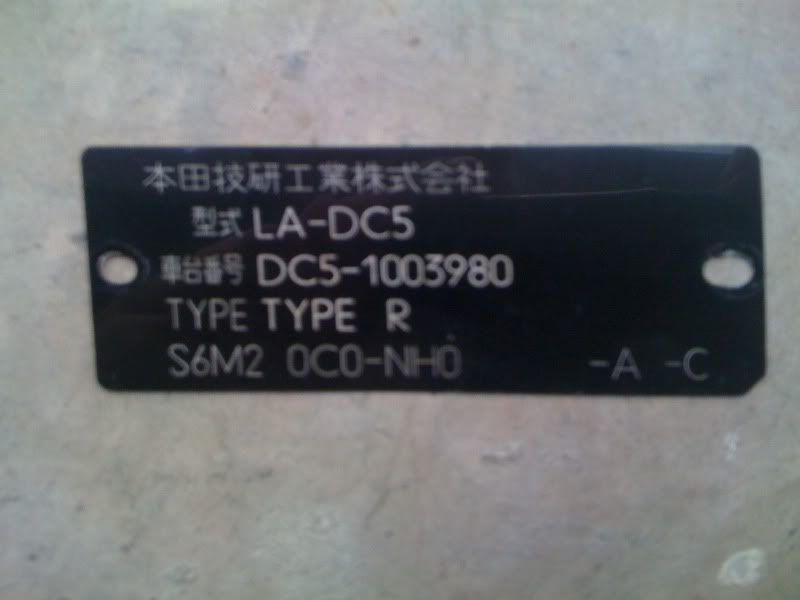 本田技研工業株式会社
型式 LA-DC5
車台番号 DC5-1003980
TYPE TYPE R
S6M2 0C0-NH0 -A -C